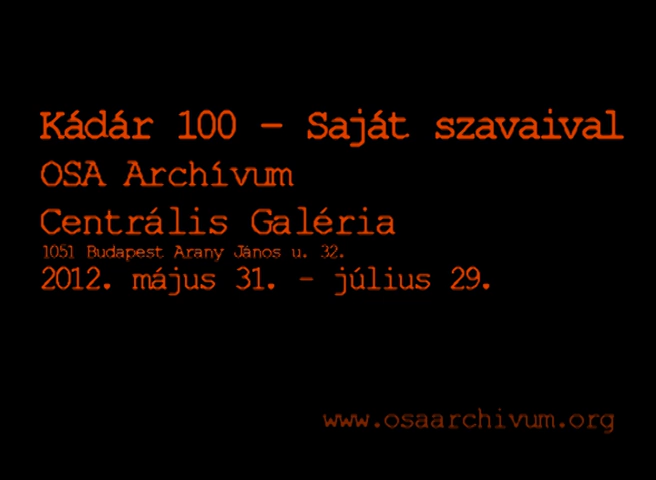 Kádár 100 - Saját szavaival
OSA Archívum
Centrális Galéria
1051 Budapest Arany János u. 32.
2012. május 31. - július 29.
www.osaarchivum.org